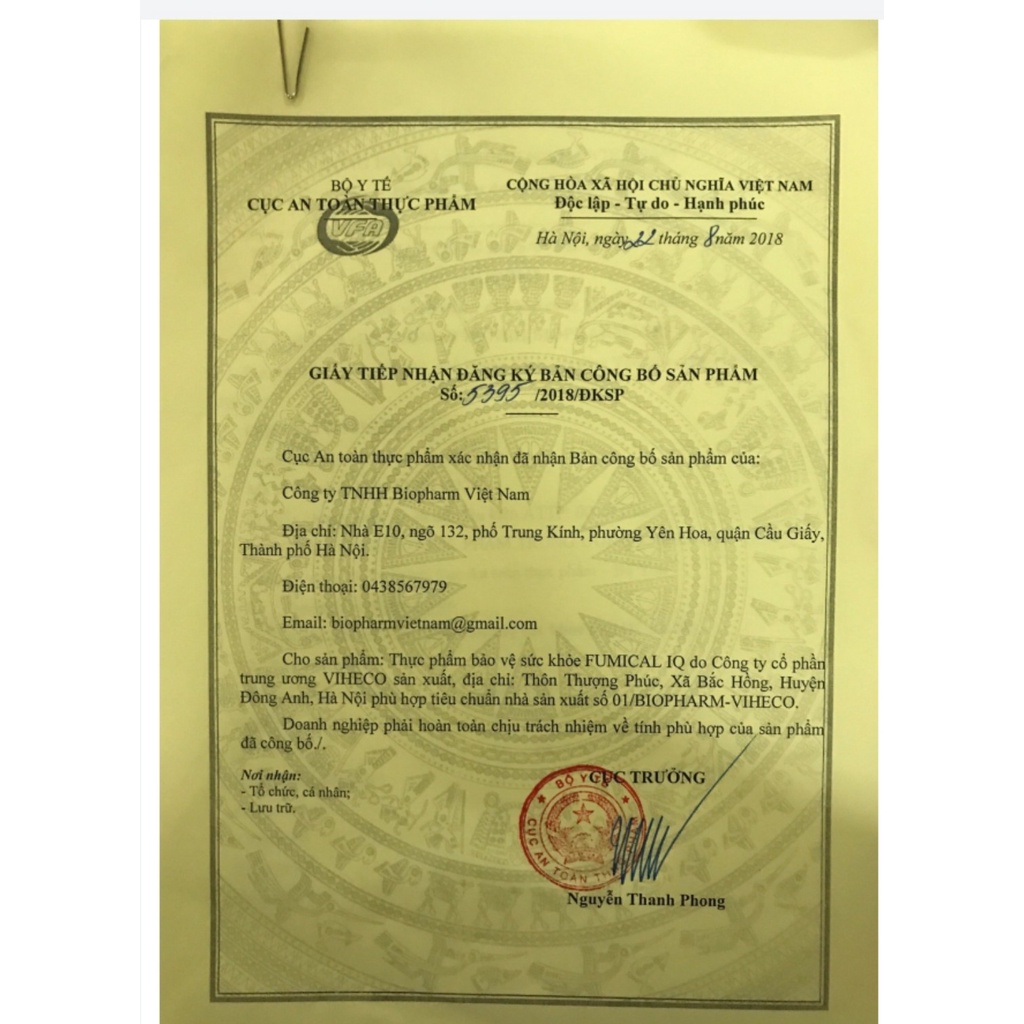 BỘ Y TẾ
CỤC AN TOÀN THỰC PHẨM
VFA
CỘNG HÒA XÃ HỘI CHỦ NGHĨA VIỆT NAM
Độc lập - Tự do - Hạnh phúc
Hà Nội, ngày 22 tháng 8 năm 2018
GIẤY TIẾP NHẬN ĐĂNG KÝ BẢN CÔNG BỐ SẢN PHẨM
Số: 5395 /2018/ĐKSP
Cục An toàn thực phẩm xác nhận đã nhận Bản công bố sản phẩm của:
Công ty TNHH Biopharm Việt Nam
Địa chỉ: Nhà E10, ngõ 132, phố Trung Kính, phường Yên Hoa, quận Cầu Giấy,
Thành phố Hà Nội.
Điện thoại: 0438567979
Email: biopharmvietnam@gmail.com
Cho sản phẩm: Thực phẩm bảo vệ sức khỏe FUMICAL IQ do Công ty cổ phần
trung ương VIHECO sản xuất, địa chỉ: Thôn Thượng Phúc, Xã Bắc Hồng, Huyện
Đông Anh, Hà Nội phù hợp tiêu chuẩn nhà sản xuất số 01/BIOPHARM-VIHECO.
Doanh nghiệp phải hoàn toàn chịu trách nhiệm về tính phù hợp của sản phẩm
đã công bố./.
Nơi nhận:
- Tổ chức, cá nhân;
- Lưu trữ.
CỤC TRƯỞNG
BỘ Y TẾ
CỤC AN TOÀN
Nguyễn Thanh Phong